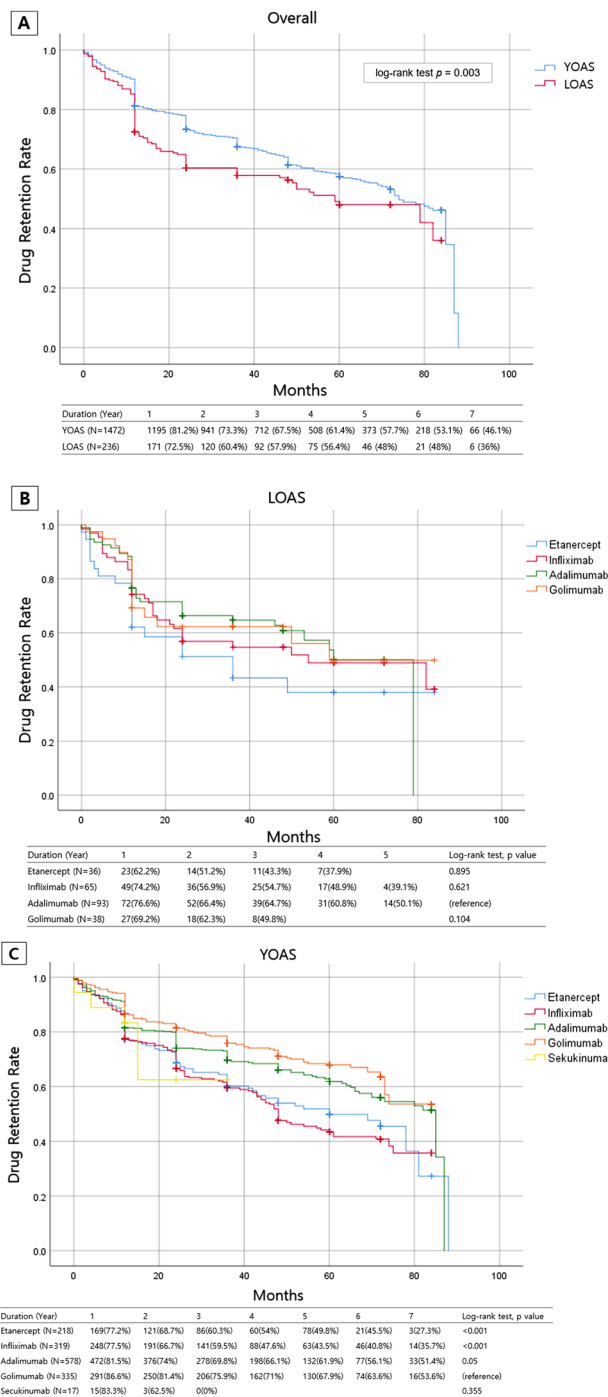 A
Overall
log-rank test p = 0.003
YOAS
LOAS
Drug Retention Rate
1.0
0.8
0.6
0.4
0.2
0.0
0 20 40 60 80 100
Months
Duration (Year) 1 2 3 4 5 6 7
YOAS (N=1472) 1195 (81.2%) 941 (73.3%) 712 (67.5%) 508 (61.4%) 373 (57.7%) 218 (53.1%) 66 (46.1%)
LOAS (N=236) 171 (72.5%) 120 (60.4%) 92 (57.9%) 75 (56.4%) 46 (48%) 21 (48%) 6 (36%)
B
LOAS
Etanercept
Infliximab
Adalimumab
Golimumab
Drug Retention Rate
1.0
0.8
0.6
0.4
0.2
0.0
0 20 40 60 80 100
Months
Duration (Year) 1 2 3 4 5 Log-rank test, p value
Etanercept (N=36) 23(62.2%) 14(51.2%) 11(43.3%) 7(37.9%) 0.895
Infliximab (N=65) 49(74.2%) 36(56.9%) 25(54.7%) 17(48.9%) 4(39.1%) 0.621
Adalimumab (N=93) 72(76.6%) 52(66.4%) 39(64.7%) 31(60.8%) 14(50.1%) (reference)
Golimumab (N=38) 27(69.2%) 18(62.3%) 8(49.8%) 0.104
C
YOAS
Etanercept
Infliximab
Adalimumab
Golimumab
Sekukinuma
Drug Retention Rate
1.0
0.8
0.6
0.4
0.2
0.0
0 20 40 60 80 100
Months
Duration (Year) 1 2 3 4 5 6 7 Log-rank test, p value
Etanercept (N=218) 169(77.2%) 121(68.7%) 86(60.3%) 60(54%) 78(49.8%) 21(45.5%) 3(27.3%) <0.001
Infliximab (N=319) 248(77.5%) 191(66.7%) 141(59.5%) 88(47.6%) 63(43.5%) 46(40.8%) 14(35.7%) <0.001
Adalimumab (N=578) 472(81.5%) 376(74%) 278(69.8%) 198(66.1%) 132(61.9%) 77(56.1%) 33(51.4%) 0.05
Golimumab (N=335) 291(86.6%) 250(81.4%) 206(75.9%) 162(71%) 130(67.9%) 74(63.6%) 16(53.6%) (reference)
Secukinumab (N=17) 15(83.3%) 3(62.5%) 0(0%) 0.355